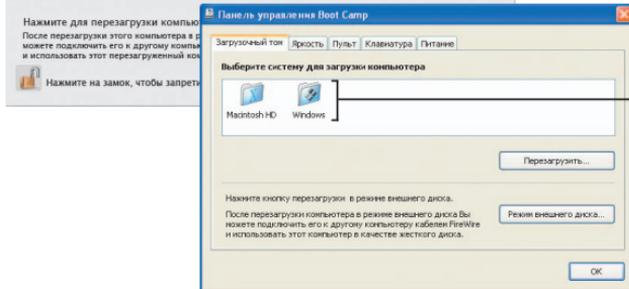 Нажмите для перезагрузки
После перезагрузки этого компьютера в
можете подключить его к другому
и использовать этот перезагруженный
Нажмите на замок, чтобы
Панель управления Boot Camp
Загрузочный том Яркость Пульт Клавиатура Питание
Выберите систему для загрузки компьютера
Macintosh HD Windows
Перезагрузить...
Нажмите кнопку перезагрузки в режиме внешнего диска.
После перезагрузки компьютера в режиме внешнего диска Вы
можете подключить его к другому компьютеру кабелем FireWire
и использовать этот компьютер в качестве жесткого диска.
Режим внешнего диска...
OK